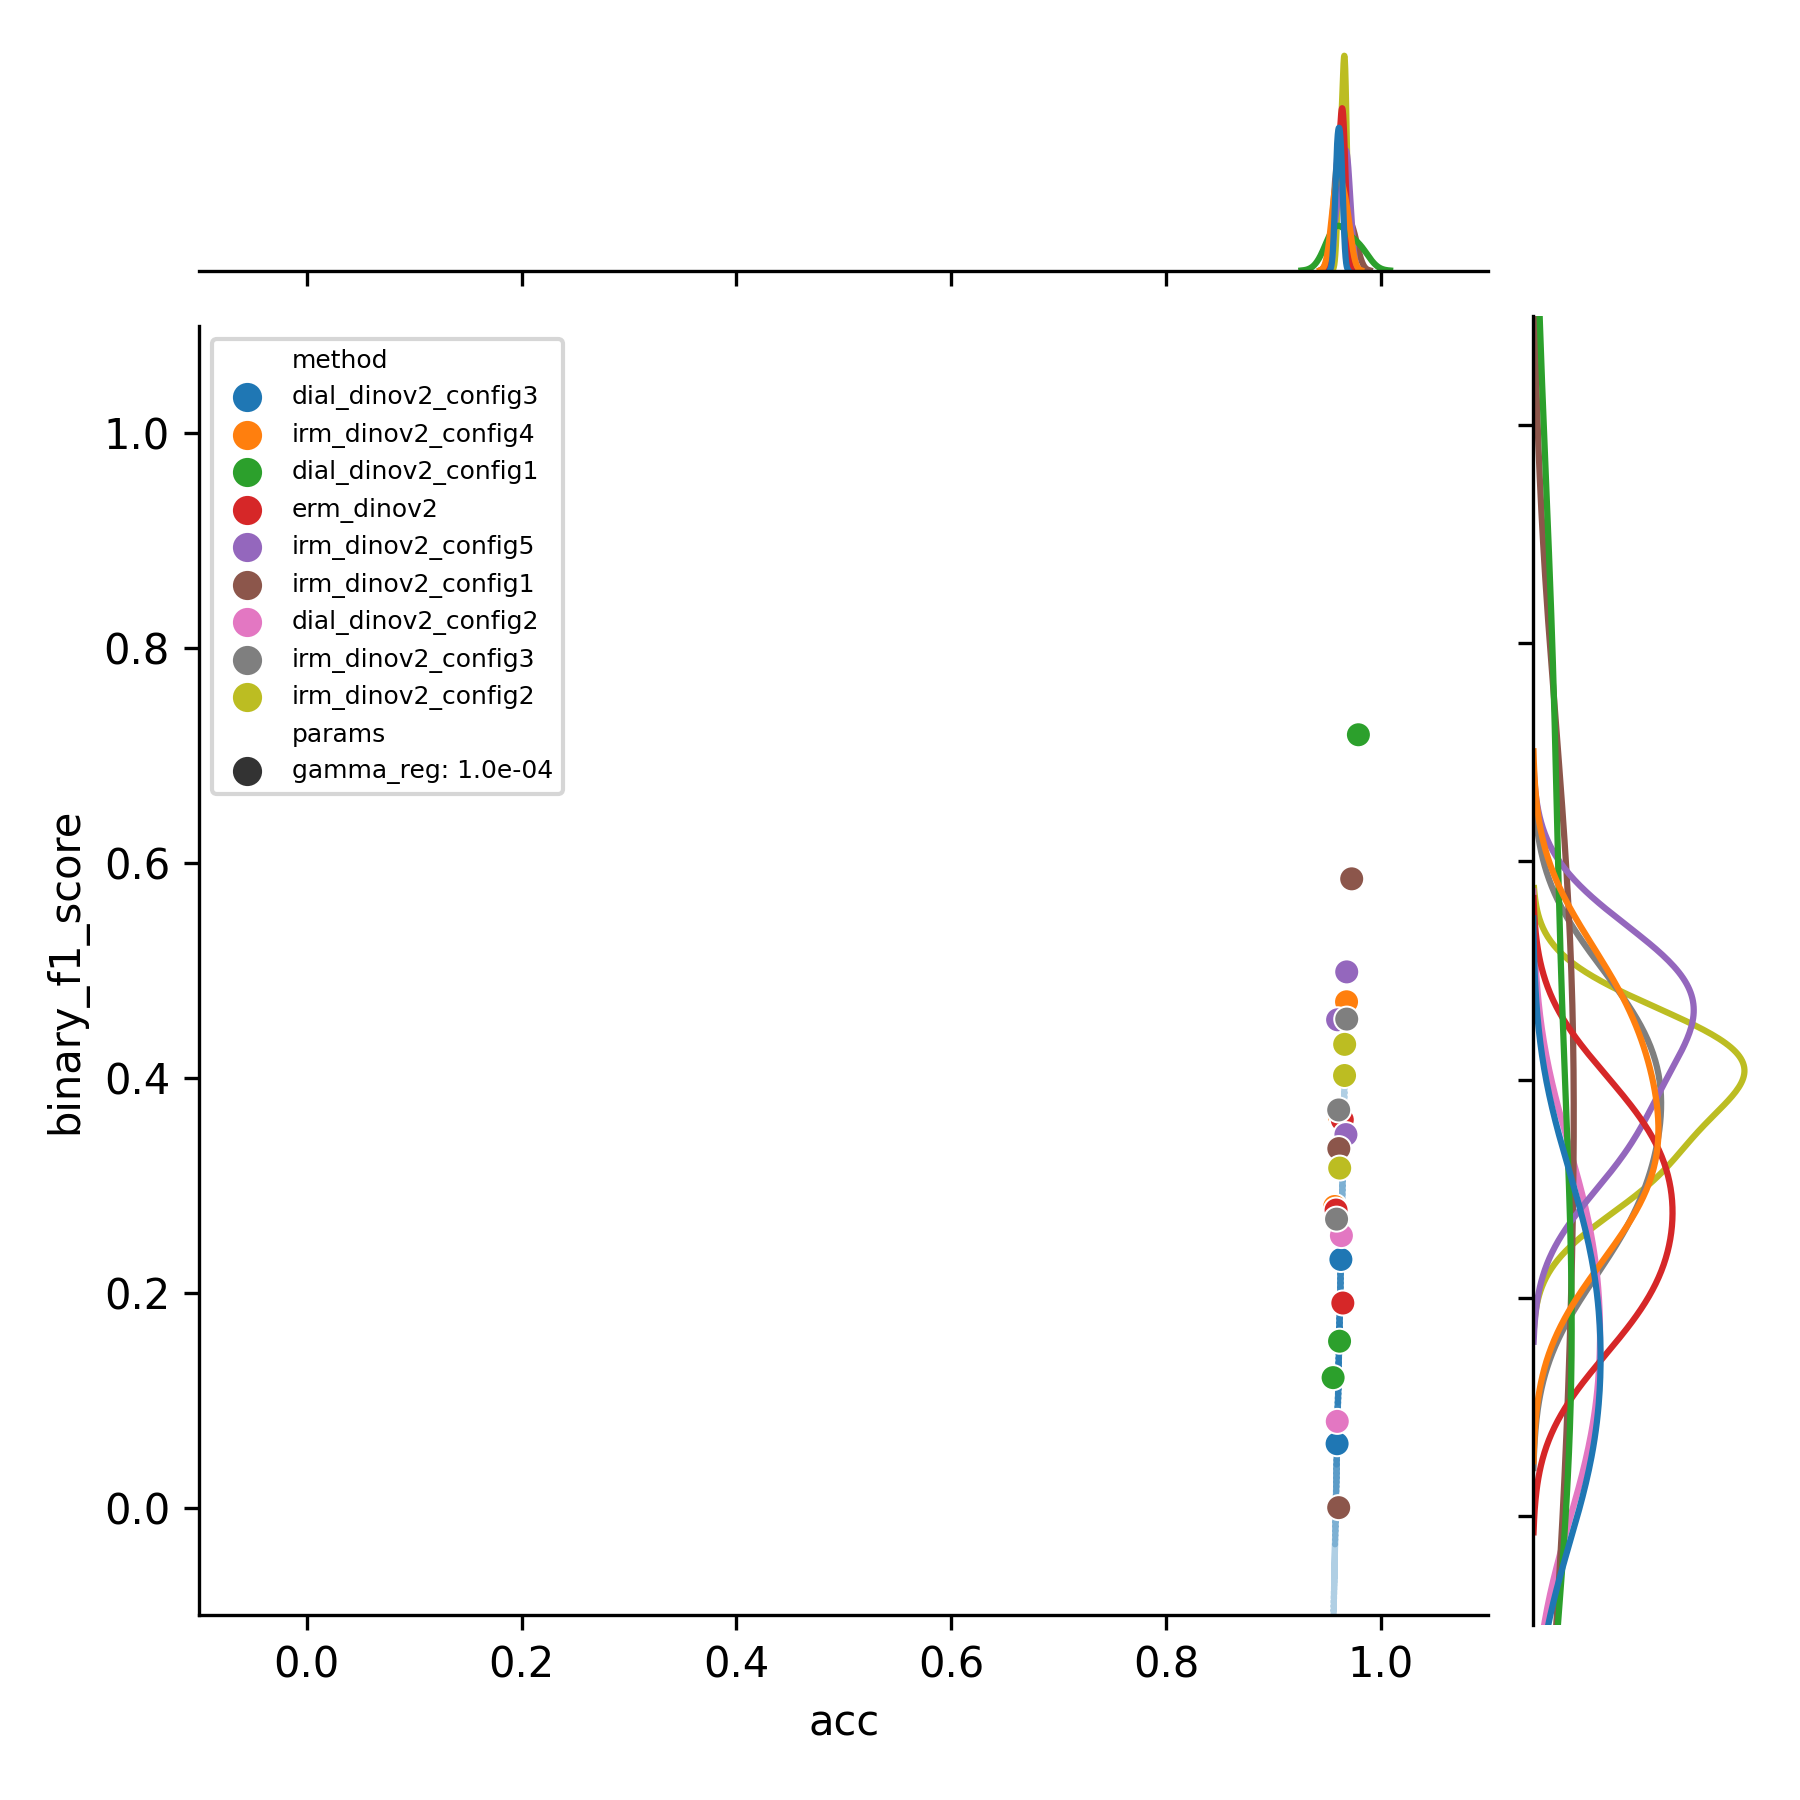 method
dial_dinov2_config3
irm_dinov2_config4
dial_dinov2_config1
erm_dinov2
irm_dinov2_config5
irm_dinov2_config1
dial_dinov2_config2
irm_dinov2_config3
irm_dinov2_config2
params
gamma_reg: 1.0e-04
binary_f1_score
1.0
0.8
0.6
0.4
0.2
0.0
0.0 0.2 0.4 0.6 0.8 1.0
acc